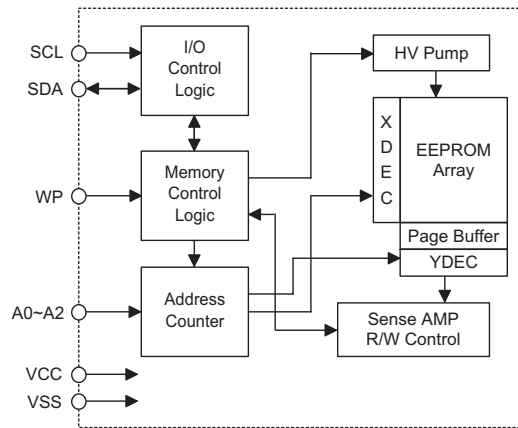 SCL
SDA
WP
A0~A2
VCC
VSS
I/O
Control
Logic
Memory
Control
Logic
Address
Counter
HV Pump
X
D
E
C
EEPROM
Array
Page Buffer
YDEC
Sense AMP
R/W Control